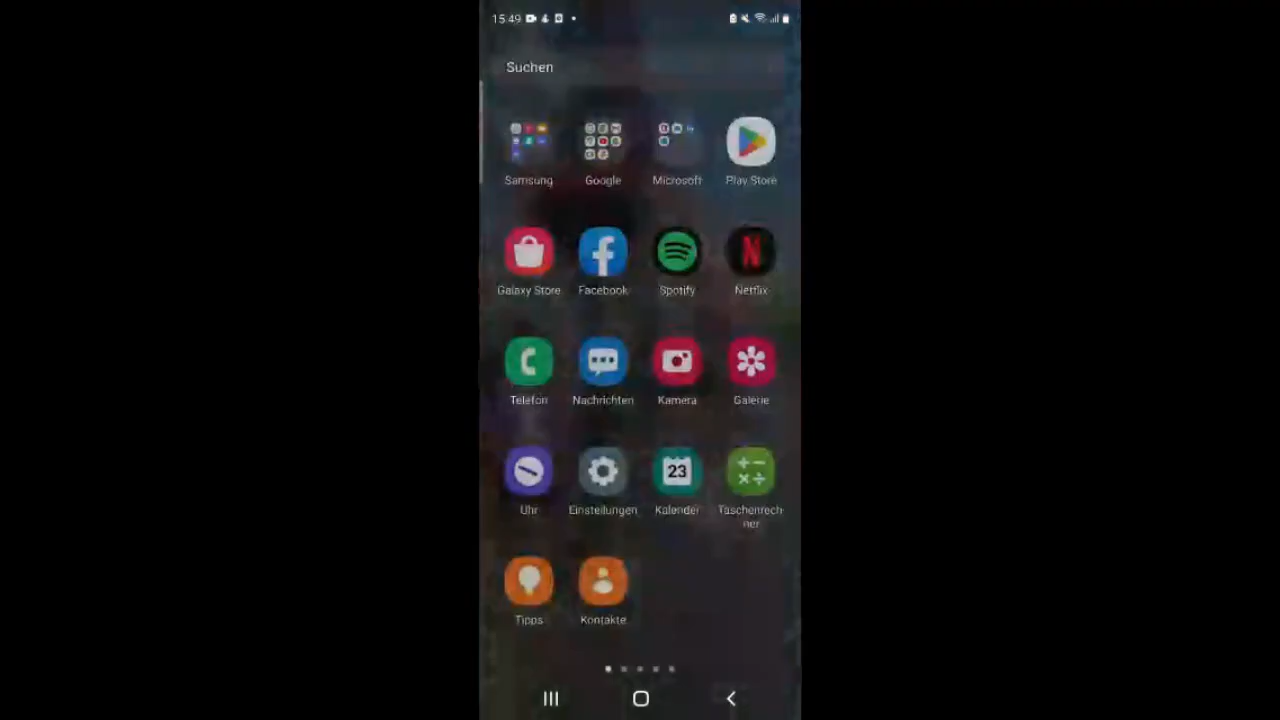 15.49
Suchen
Samsung Google Microsoft Play Store
Galaxy Store Facebook Spotify Netflix
Telefon Nachrichten Kamera Galerie
23
Uhr Einstellungen Kalender Taschenrech
ner
Tipps Kontakte